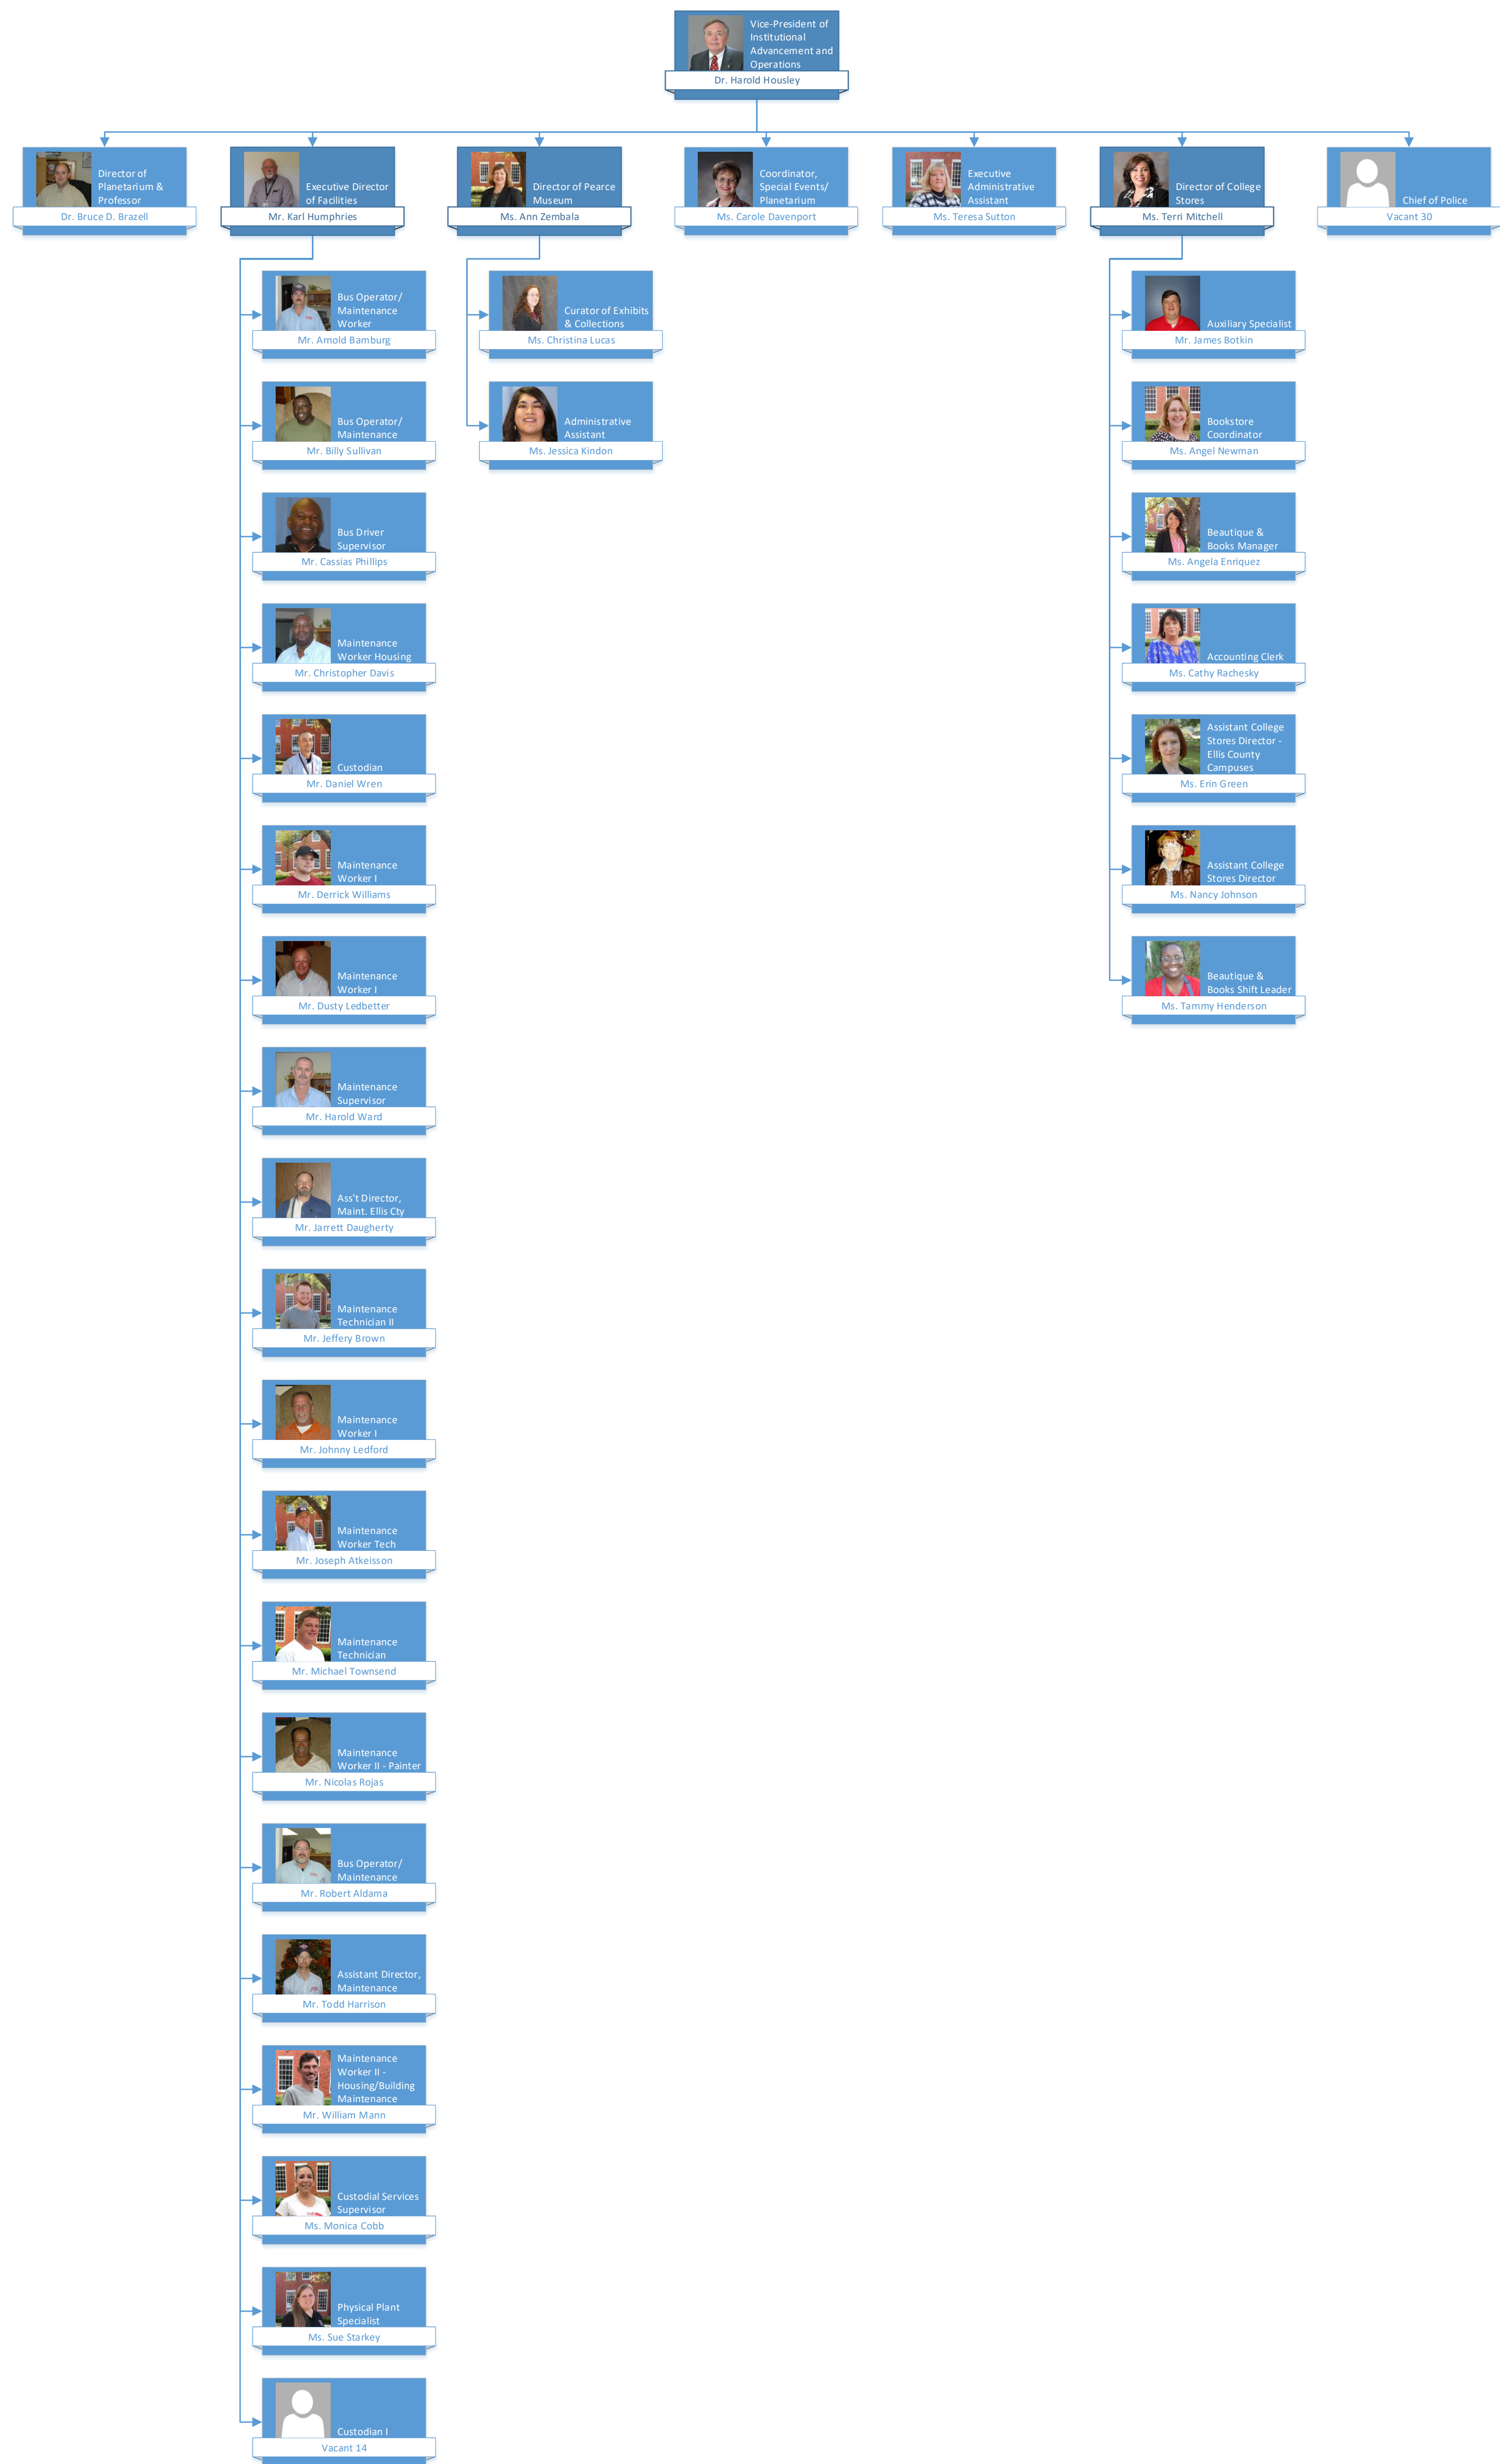 Vice-President of
Institutional
Advancement and
Operations
Dr. Harold Housley
Director of
Planetarium &
Professor
Dr. Bruce D. Brazell
Executive Director
of Facilities
Mr. Karl Humphries
Director of Pearce
Museum
Ms. Ann Zembala
Coordinator,
Special Events/
Planetarium
Ms. Carole Davenport
Executive
Administrative
Assistant
Ms. Teresa Sutton
Director of College
Stores
Ms. Terri Mitchell
Chief of Police
Vacant 30
Bus Operator/
Maintenance
Worker
Mr. Arnold Bamburg
Bus Operator/
Maintenance
Mr. Billy Sullivan
Bus Driver
Supervisor
Mr. Cassias Phillips
Maintenance
Worker Housing
Mr. Christopher Davis
Custodian
Mr. Daniel Wren
Maintenance
Worker I
Mr. Derrick Williams
Maintenance
Worker I
Mr. Dusty Ledbetter
Maintenance
Supervisor
Mr. Harold Ward
Ass't Director,
Maint. Ellis Cty
Mr. Jarrett Daugherty
Maintenance
Technician II
Mr. Jeffery Brown
Maintenance
Worker I
Mr. Johnny Ledford
Maintenance
Worker Tech
Mr. Joseph Atkeisson
Maintenance
Technician
Mr. Michael Townsend
Maintenance
Worker II - Painter
Mr. Nicolas Rojas
Bus Operator/
Maintenance
Mr. Robert Aldama
Assistant Director,
Maintenance
Mr. Todd Harrison
Maintenance
Worker II -
Housing/Building
Maintenance
Mr. William Mann
Custodial Services
Supervisor
Ms. Monica Cobb
Physical Plant
Specialist
Ms. Sue Starkey
Custodian I
Vacant 14
Curator of Exhibits
& Collections
Ms. Christina Lucas
Administrative
Assistant
Ms. Jessica Kindon
Auxiliary Specialist
Mr. James Botkin
Bookstore
Coordinator
Ms. Angel Newman
Beautique &
Books Manager
Ms. Angela Enriquez
Accounting Clerk
Ms. Cathy Rachesky
Assistant College
Stores Director -
Ellis County
Campuses
Ms. Erin Green
Assistant College
Stores Director
Ms. Nancy Johnson
Beautique &
Books Shift Leader
Ms. Tammy Henderson